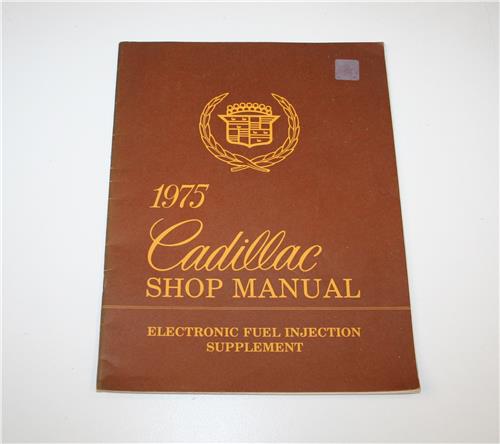 1975
Cadillac
SHOP MANUAL
ELECTRONIC FUEL INJECTION
SUPPLEMENT